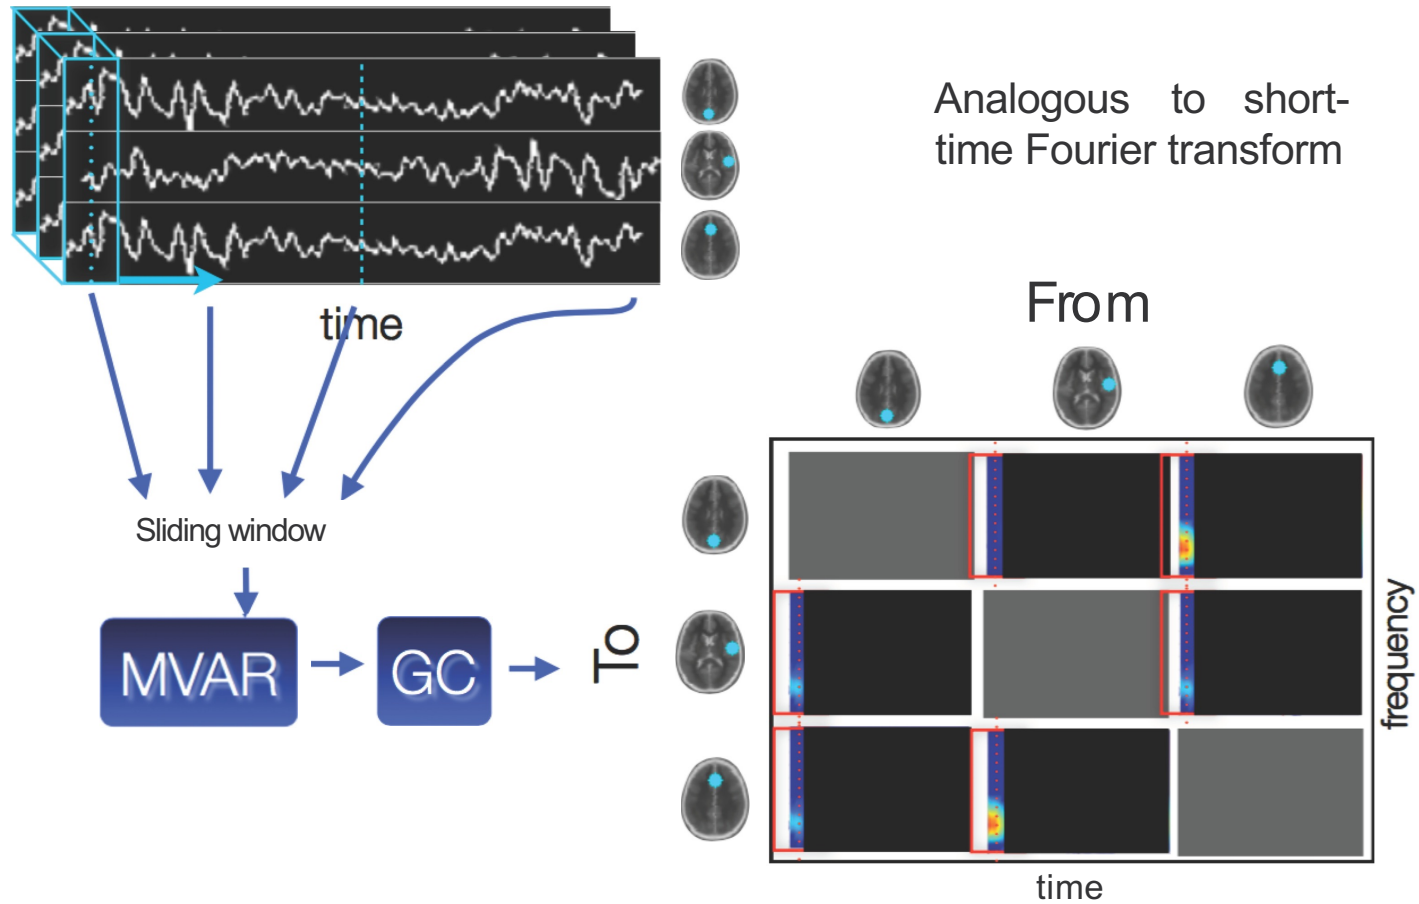 Analogous to short-
time Fourier transform
time
From
Sliding window
MVAR
GC
To
frequency
time